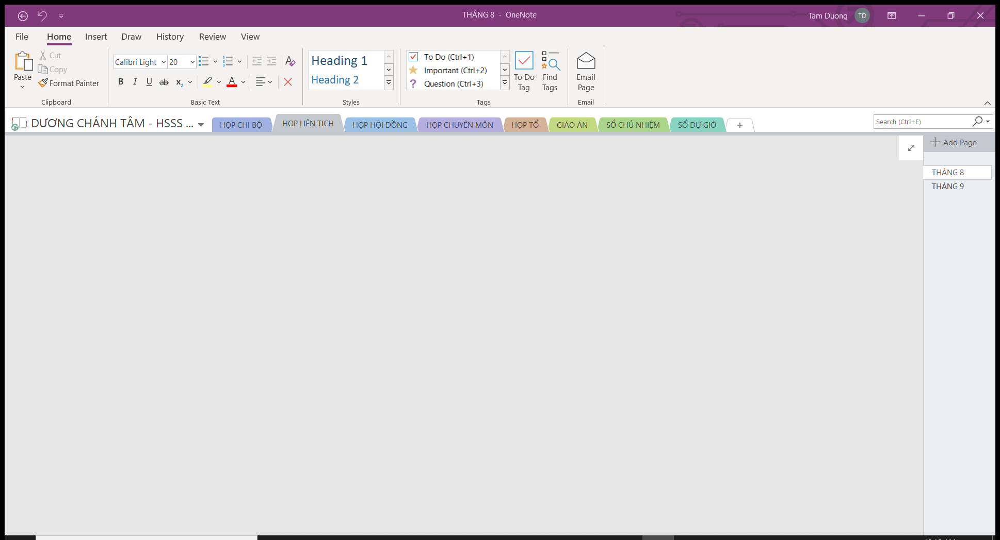 THÁNG 8 - OneNote
Tam Duong
TD
File Home Insert Draw History Review View
Paste
Cut
Copy
Format Painter
Clipboard
Calibri Light
20
Basic Text
Heading 1
Heading 2
Styles
To Do (Ctrl+1)
Important (Ctrl+2)
Question (Ctrl+3)
To Do Tag
Find Tags
Tags
Email Page
Email
DƯƠNG CHÁNH TÂM - HSSS ...
HỌP CHI BỘ
HỌP LIÊN TỊCH
HỌP HỘI ĐỒNG
HỌP CHUYÊN MÔN
HỌP TỔ
GIÁO ÁN
SỔ CHỦ NHIỆM
SỔ DỰ GIỜ
Search (Ctrl+E)
Add Page
THÁNG 8
THÁNG 9